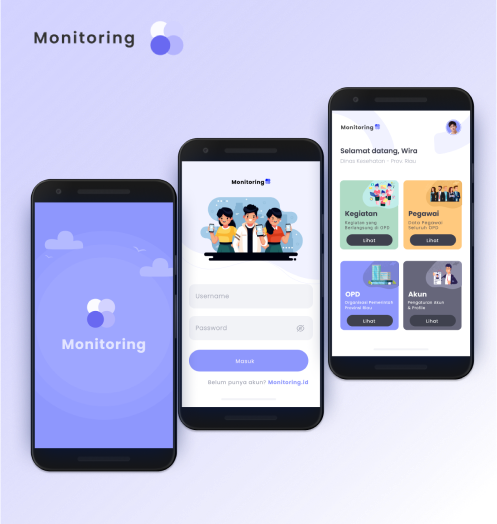 Monitoring
Monitoring
Monitoring
Username
Password
Masuk
Belum punya akun? Monitoring.id
Monitoring
Selamat datang, Wira
Dinas Kesehatan - Prov. Riau
Kegiatan
Kegiatan yang
Berlangsung di OPD
Lihat
Pegawai
Data Pegawai
Seluruh OPD
Lihat
OPD
Organisasi Pemerintah
Provinsi Riau
Lihat
Akun
Pengaturan Akun
& Profile
Lihat